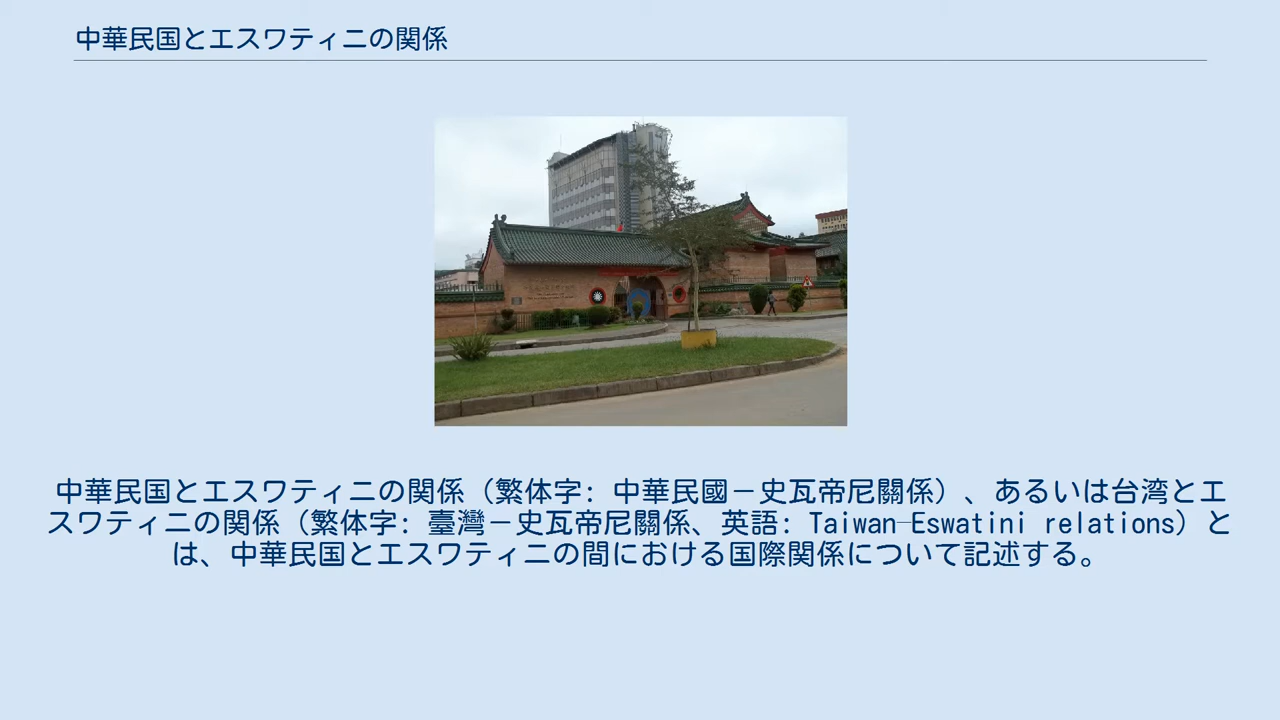 中華民国とエスワティニの関係
中華民国とエスワティニの関係（繁体字: 中華民國－史瓦帝尼關係）、あるいは台湾とエ
スワティニの関係（繁体字: 臺灣－史瓦帝尼關係、英語: Taiwan–Eswatini relations）と
は、中華民国とエスワティニの間における国際関係について記述する。